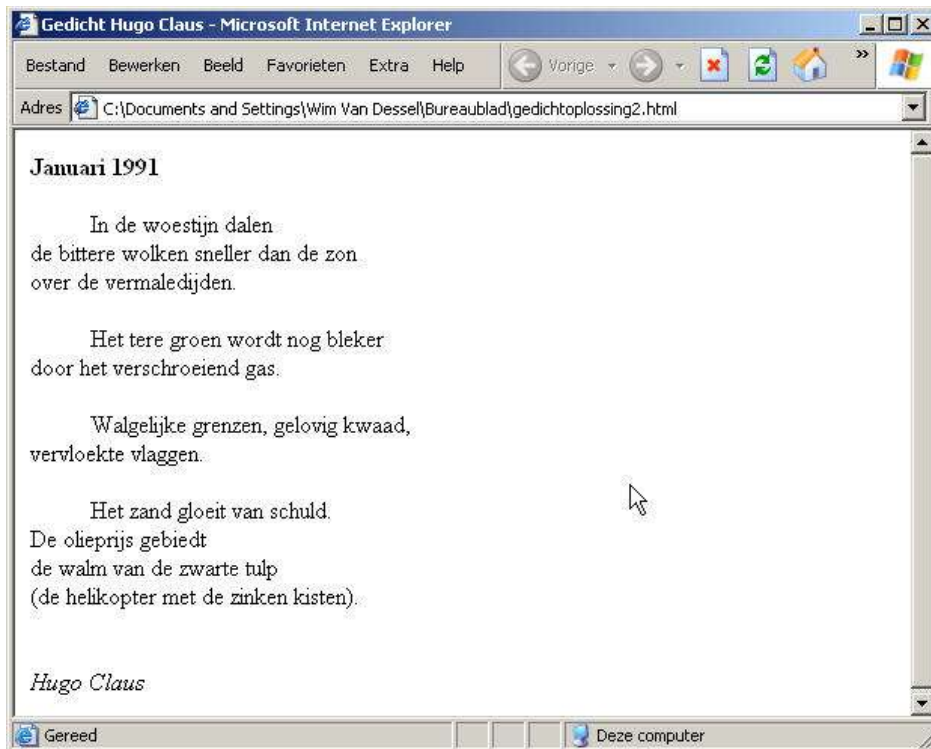 Gedicht Hugo Claus - Microsoft Internet Explorer
Bestand Bewerken Beeld Favorieten Extra Help Vorige »
Adres C:\Documents and Settings\Wim Van Dessel\Bureaublad\gedichtoplossing2.html
Januari 1991
In de woestijn dalen
de bittere wolken sneller dan de zon
over de vermaledijden.
Het tere groen wordt nog bleker
door het verschroeiend gas.
Walgelijke grenzen, gelovig kwaad,
vervloekte vlaggen.
Het zand gloeit van schuld.
De olieprijs gebiedt
de walm van de zwarte tulp
(de helikopter met de zinken kisten).
Hugo Claus
Gereed Deze computer